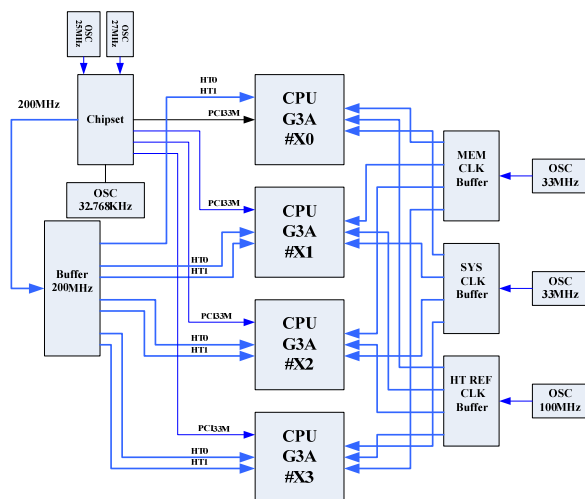 OSC
25MHz
OSC
27MHz
200MHz
Chipset
OSC
32.768KHz
Buffer
200MHz
HT0
HT1
PCI33M
CPU
G3A
#X0
PCI33M
HT0
HT1
CPU
G3A
#X1
PCI33M
HT0
HT1
CPU
G3A
#X2
PCI33M
HT0
HT1
CPU
G3A
#X3
MEM
CLK
Buffer
OSC
33MHz
SYS
CLK
Buffer
OSC
33MHz
HT REF
CLK
Buffer
OSC
100MHz